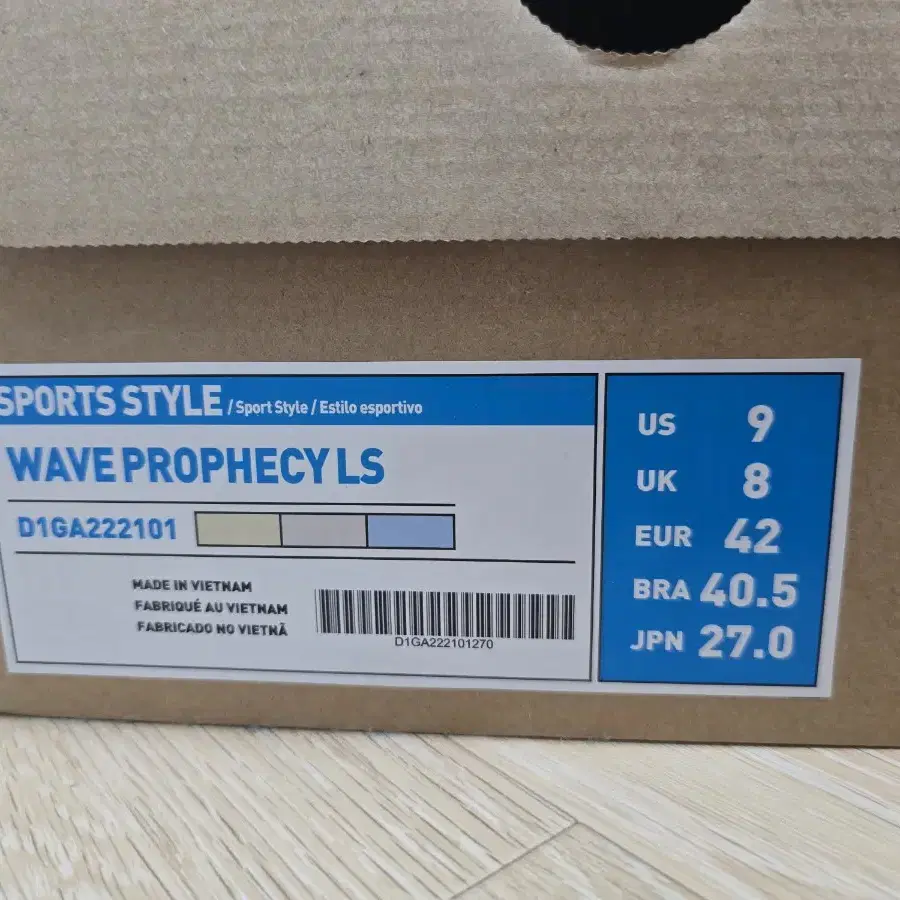 SPORTS STYLE / Sport Style / Estilo esportivo
WAVE PROPHECY LS
D1GA222101
MADE IN VIETNAM
FABRIQUÉ AU VIETNAM
FABRICADO NO VIETNÃ
D1GA222101270
US 9
UK 8
EUR 42
BRA 40.5
JPN 27.0